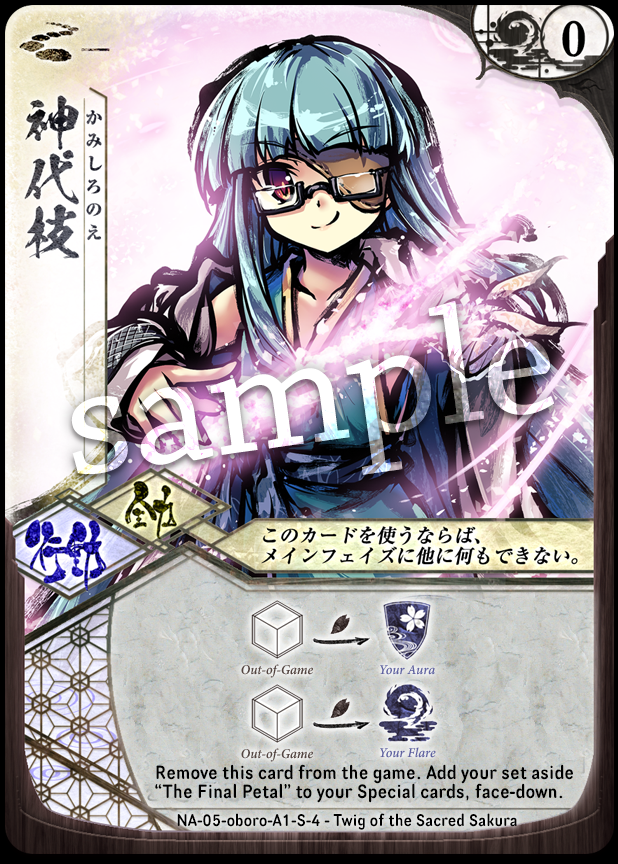 0
神代枝
かみしろのえ
sample
全力
行動
このカードを使うならば、
メインフェイズに他に何もできない。
Out-of-Game
Your Aura
Out-of-Game
Your Flare
Remove this card from the game. Add your set aside
“The Final Petal” to your Special cards, face-down.
NA-05-oboro-A1-S-4 - Twig of the Sacred Sakura